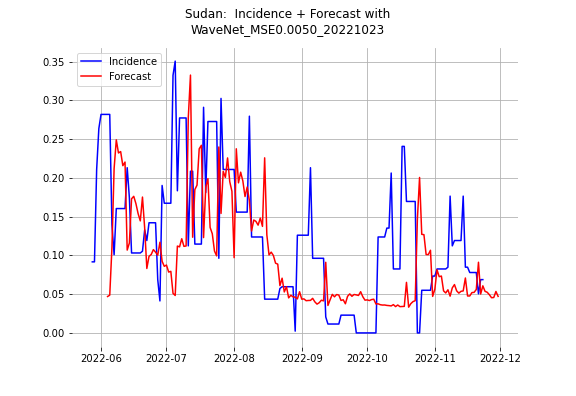 Sudan:  Incidence + Forecast with
WaveNet_MSE0.0050_20221023
Incidence
Forecast
0.35
0.30
0.25
0.20
0.15
0.10
0.05
0.00
2022-06 2022-07 2022-08 2022-09 2022-10 2022-11 2022-12